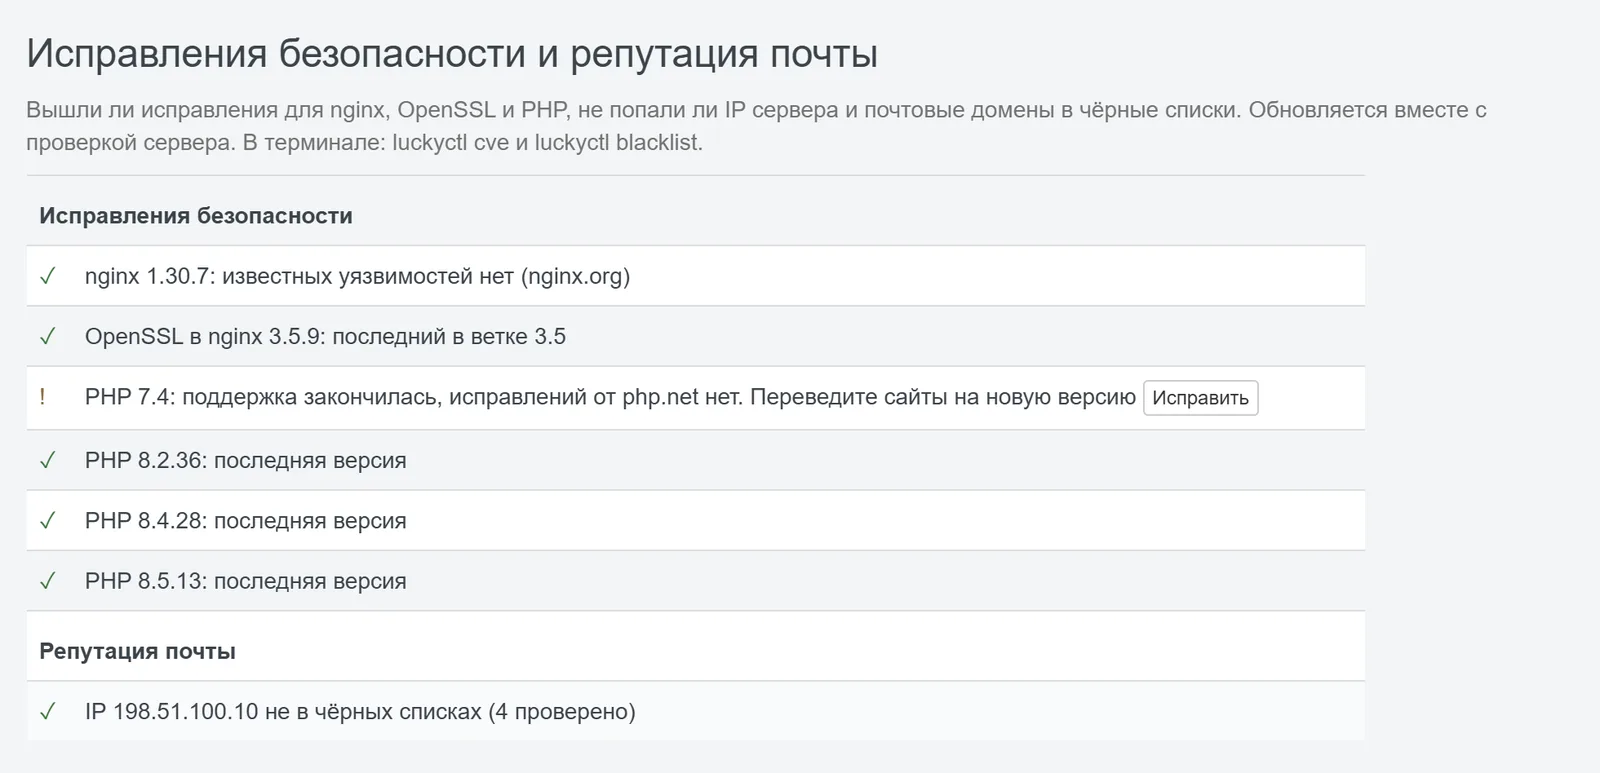 Исправления безопасности и репутация почты
Вышли ли исправления для nginx, OpenSSL и PHP, не попали ли IP сервера и почтовые домены в чёрные списки. Обновляется вместе с
проверкой сервера. В терминале: luckyctl cve и luckyctl blacklist.
Исправления безопасности
✓ nginx 1.30.7: известных уязвимостей нет (nginx.org)
✓ OpenSSL в nginx 3.5.9: последний в ветке 3.5
! PHP 7.4: поддержка закончилась, исправлений от php.net нет. Переведите сайты на новую версию Исправить
✓ PHP 8.2.36: последняя версия
✓ PHP 8.4.28: последняя версия
✓ PHP 8.5.13: последняя версия
Репутация почты
✓ IP 198.51.100.10 не в чёрных списках (4 проверено)